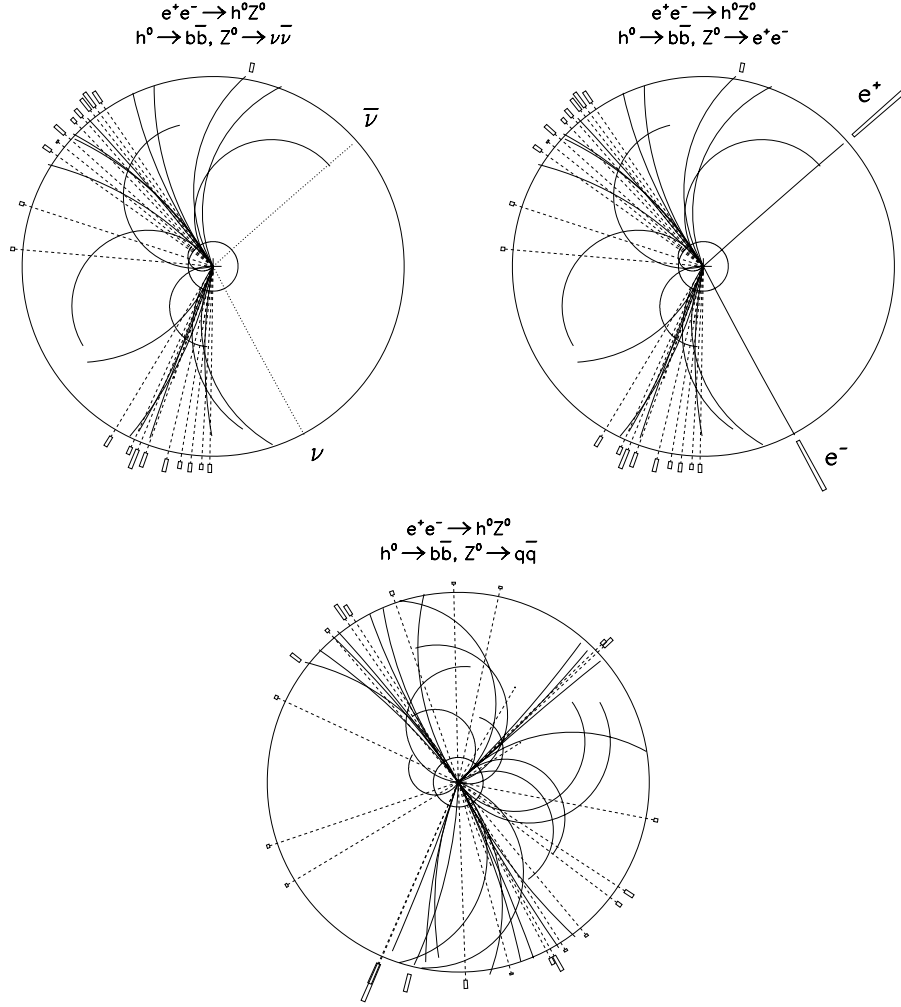 e⁺e⁻ → h⁰Z⁰
h⁰ → bb̅, Z⁰ → νν̅
ν̅
ν
e⁺e⁻ → h⁰Z⁰
h⁰ → bb̅, Z⁰ → e⁺e⁻
e⁺
e⁻
e⁺e⁻ → h⁰Z⁰
h⁰ → bb̅, Z⁰ → qq̅